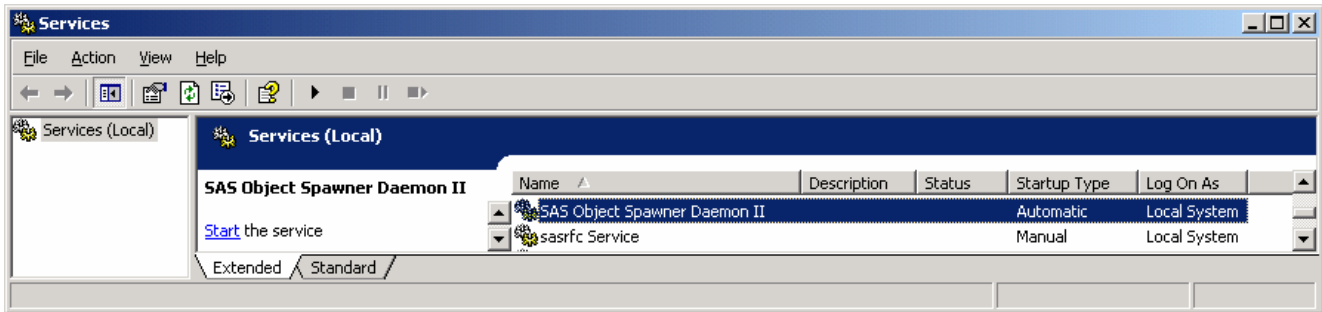 Services
File Action View Help
Services (Local)
Services (Local)
SAS Object Spawner Daemon II
Start the service
Name Description Status Startup Type Log On As
SAS Object Spawner Daemon II Automatic Local System
sasrfc Service Manual Local System
Extended Standard